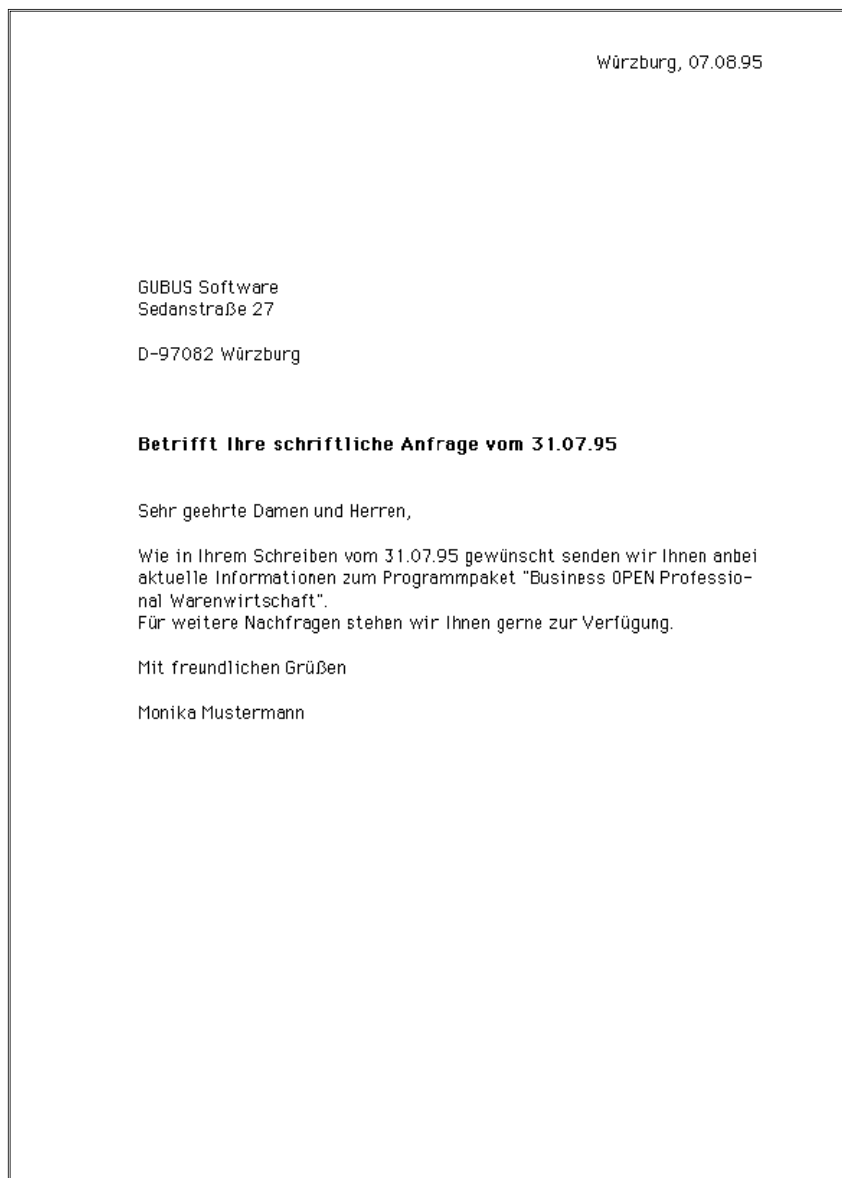 Würzburg, 07.08.95
GUBUS Software
Sedanstraße 27
D-97082 Würzburg
Betrifft Ihre schriftliche Anfrage vom 31.07.95
Sehr geehrte Damen und Herren,
Wie in Ihrem Schreiben vom 31.07.95 gewünscht senden wir Ihnen anbei
aktuelle Informationen zum Programmpaket "Business OPEN Professio-
nal Warenwirtschaft".
Für weitere Nachfragen stehen wir Ihnen gerne zur Verfügung.
Mit freundlichen Grüßen
Monika Mustermann